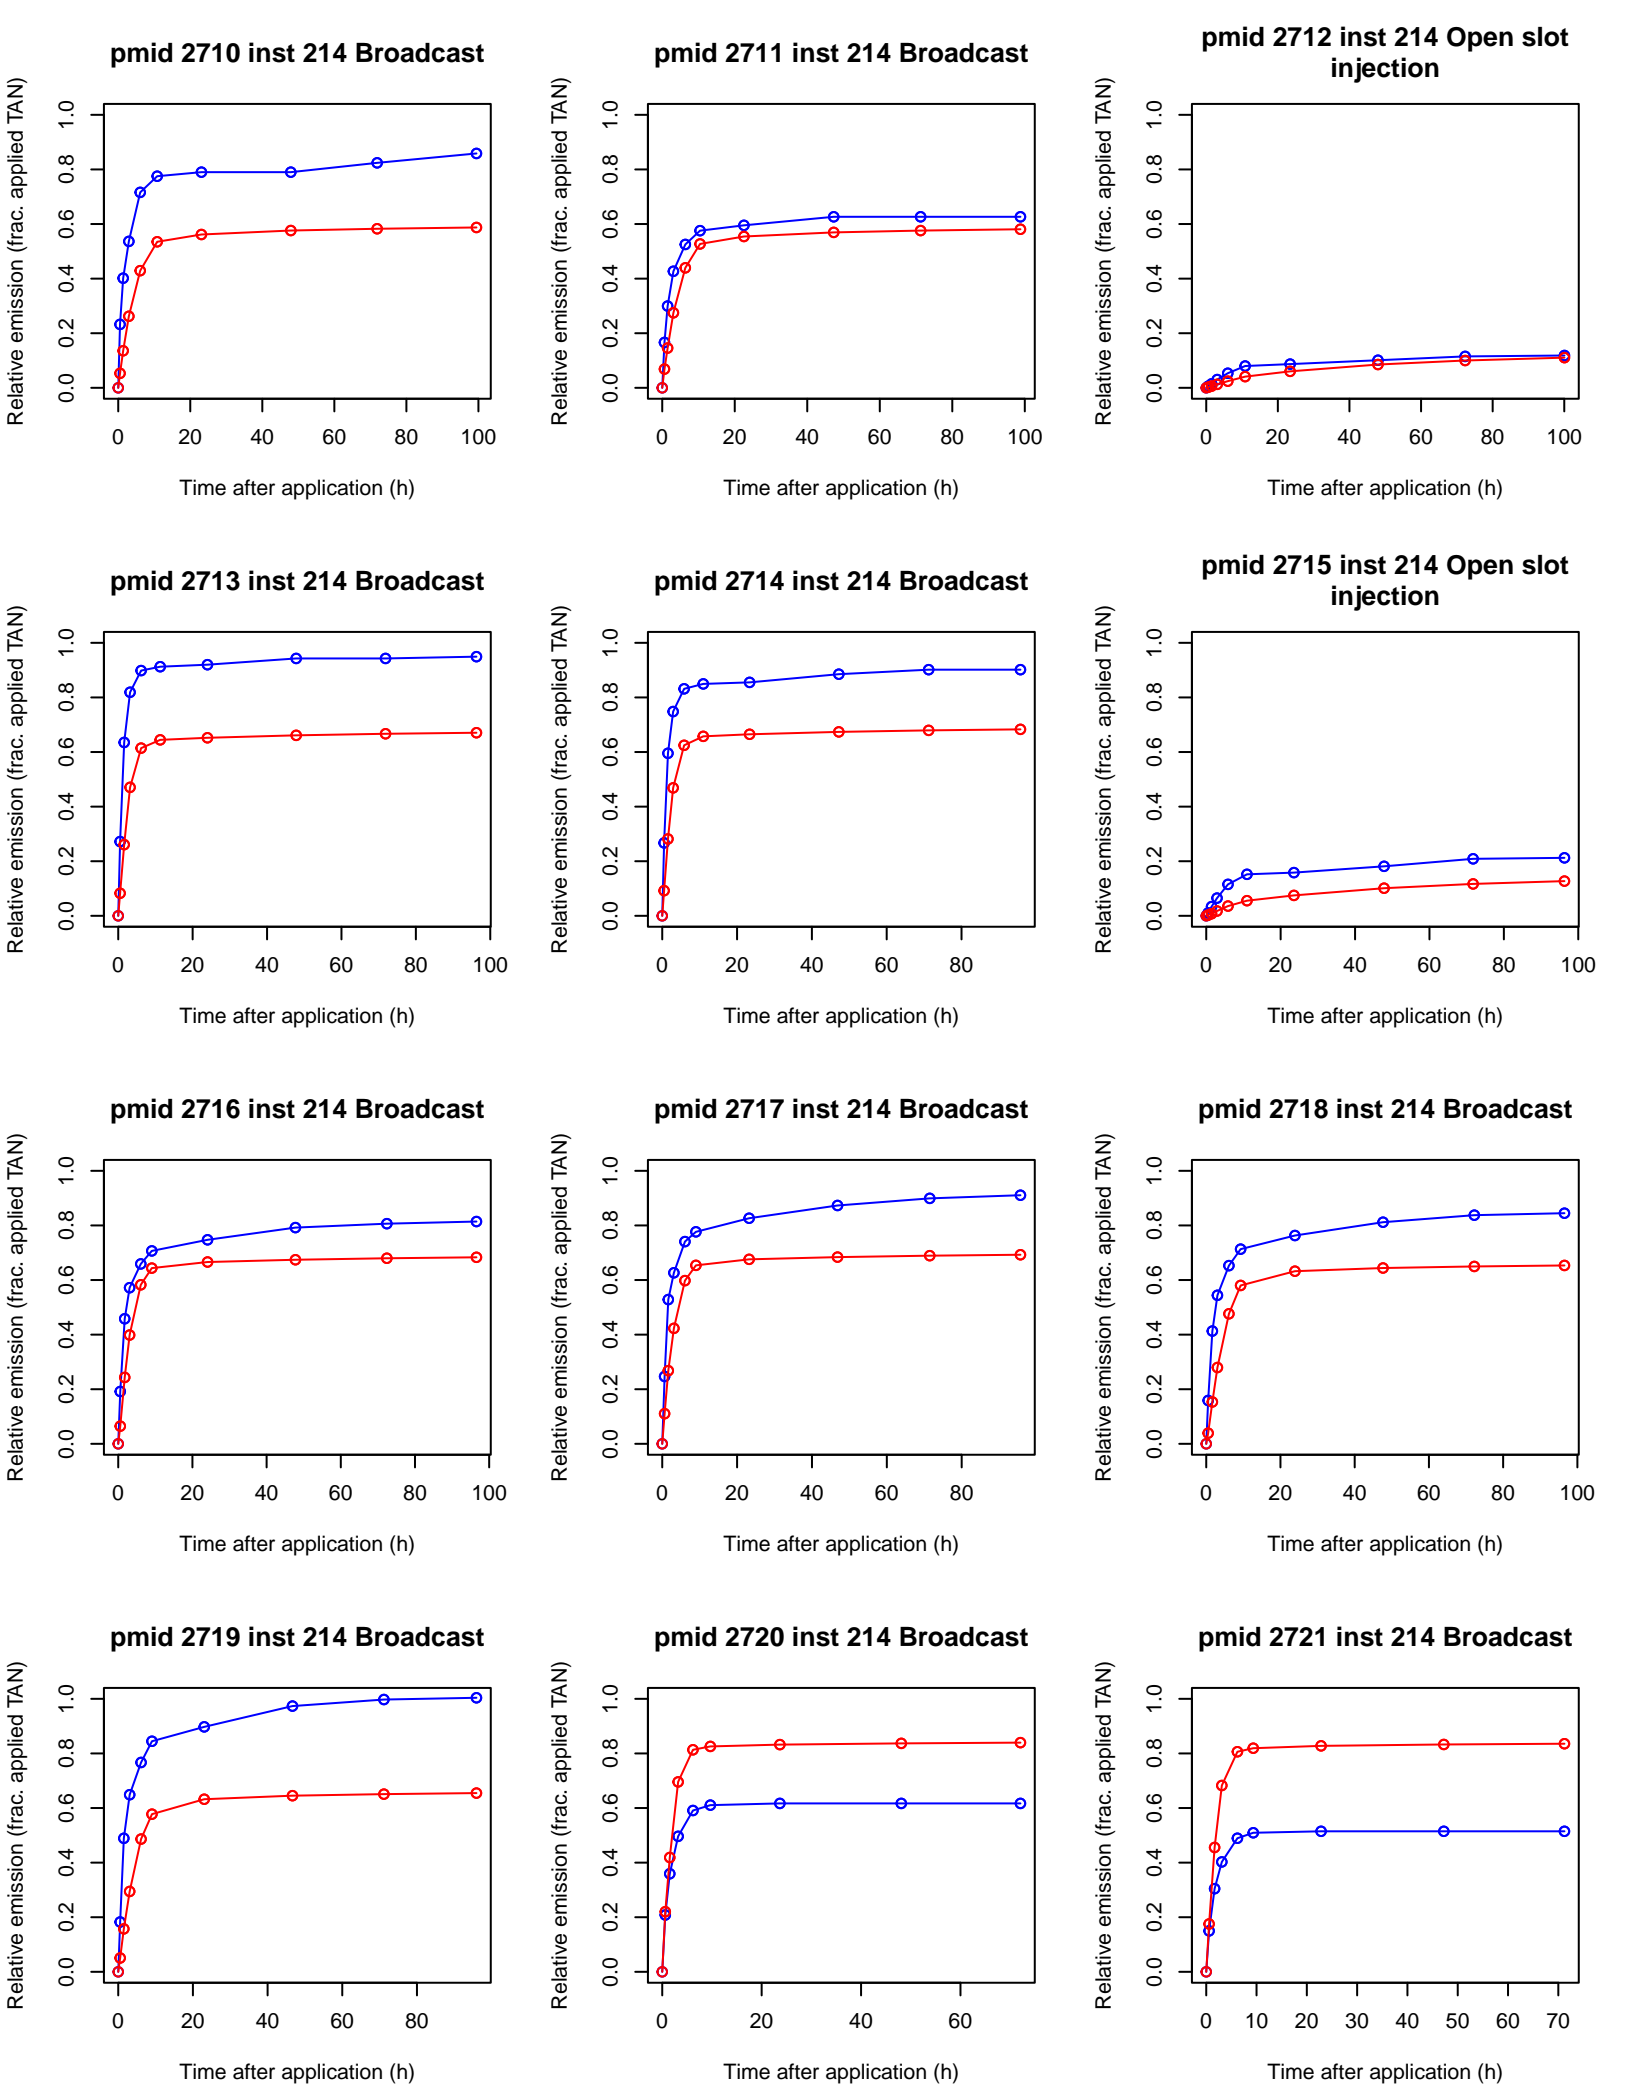 pmid 2710 inst 214 Broadcast
Relative emission (frac. applied TAN)
0.0 0.2 0.4 0.6 0.8 1.0
0 20 40 60 80 100
Time after application (h)
pmid 2711 inst 214 Broadcast
Relative emission (frac. applied TAN)
0.0 0.2 0.4 0.6 0.8 1.0
0 20 40 60 80 100
Time after application (h)
pmid 2712 inst 214 Open slot
injection
Relative emission (frac. applied TAN)
0.0 0.2 0.4 0.6 0.8 1.0
0 20 40 60 80 100
Time after application (h)
pmid 2713 inst 214 Broadcast
Relative emission (frac. applied TAN)
0.0 0.2 0.4 0.6 0.8 1.0
0 20 40 60 80 100
Time after application (h)
pmid 2714 inst 214 Broadcast
Relative emission (frac. applied TAN)
0.0 0.2 0.4 0.6 0.8 1.0
0 20 40 60 80
Time after application (h)
pmid 2715 inst 214 Open slot
injection
Relative emission (frac. applied TAN)
0.0 0.2 0.4 0.6 0.8 1.0
0 20 40 60 80 100
Time after application (h)
pmid 2716 inst 214 Broadcast
Relative emission (frac. applied TAN)
0.0 0.2 0.4 0.6 0.8 1.0
0 20 40 60 80 100
Time after application (h)
pmid 2717 inst 214 Broadcast
Relative emission (frac. applied TAN)
0.0 0.2 0.4 0.6 0.8 1.0
0 20 40 60 80
Time after application (h)
pmid 2718 inst 214 Broadcast
Relative emission (frac. applied TAN)
0.0 0.2 0.4 0.6 0.8 1.0
0 20 40 60 80 100
Time after application (h)
pmid 2719 inst 214 Broadcast
Relative emission (frac. applied TAN)
0.0 0.2 0.4 0.6 0.8 1.0
0 20 40 60 80
Time after application (h)
pmid 2720 inst 214 Broadcast
Relative emission (frac. applied TAN)
0.0 0.2 0.4 0.6 0.8 1.0
0 20 40 60
Time after application (h)
pmid 2721 inst 214 Broadcast
Relative emission (frac. applied TAN)
0.0 0.2 0.4 0.6 0.8 1.0
0 10 20 30 40 50 60 70
Time after application (h)